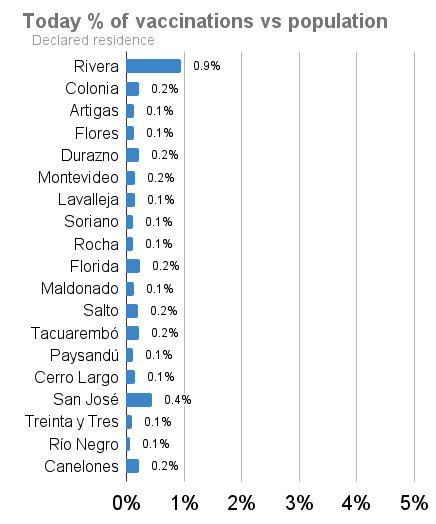 Today % of vaccinations vs population
Declared residence
Rivera 0.9%
Colonia 0.2%
Artigas 0.1%
Flores 0.1%
Durazno 0.2%
Montevideo 0.2%
Lavalleja 0.1%
Soriano 0.1%
Rocha 0.1%
Florida 0.2%
Maldonado 0.1%
Salto 0.2%
Tacuarembó 0.2%
Paysandú 0.1%
Cerro Largo 0.1%
San José 0.4%
Treinta y Tres 0.1%
Río Negro 0.1%
Canelones 0.2%
0% 1% 2% 3% 4% 5%